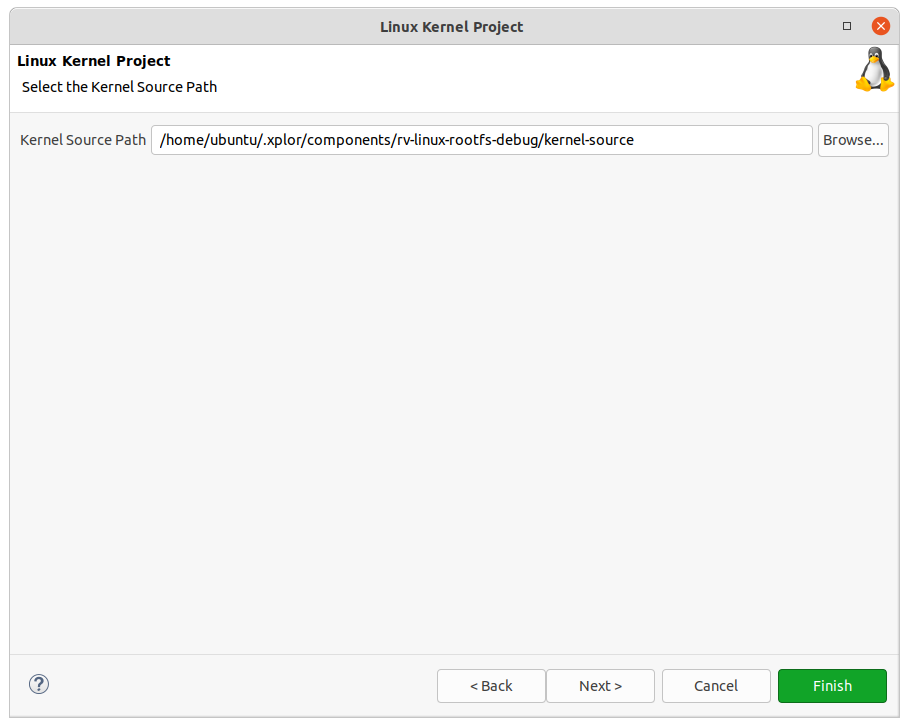 Linux Kernel Project
Linux Kernel Project
Select the Kernel Source Path
Kernel Source Path /home/ubuntu/.xplor/components/rv-linux-rootfs-debug/kernel-source Browse...
? < Back Next > Cancel Finish